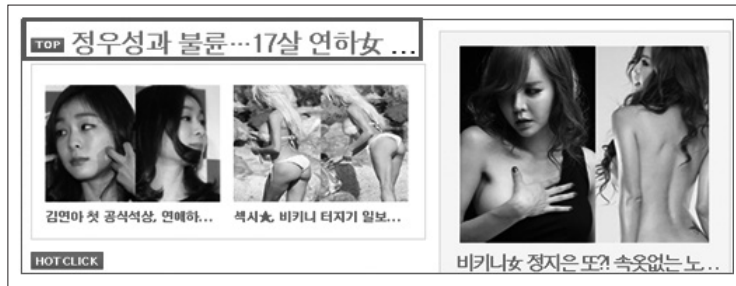 TOP 정우성과 불륜…17살 연하女 ...
김연아 첫 공식석상, 연애하...
섹시★, 비키니 터지기 일보...
HOT CLICK
비키니女 정지은 또?! 속옷없는 노...